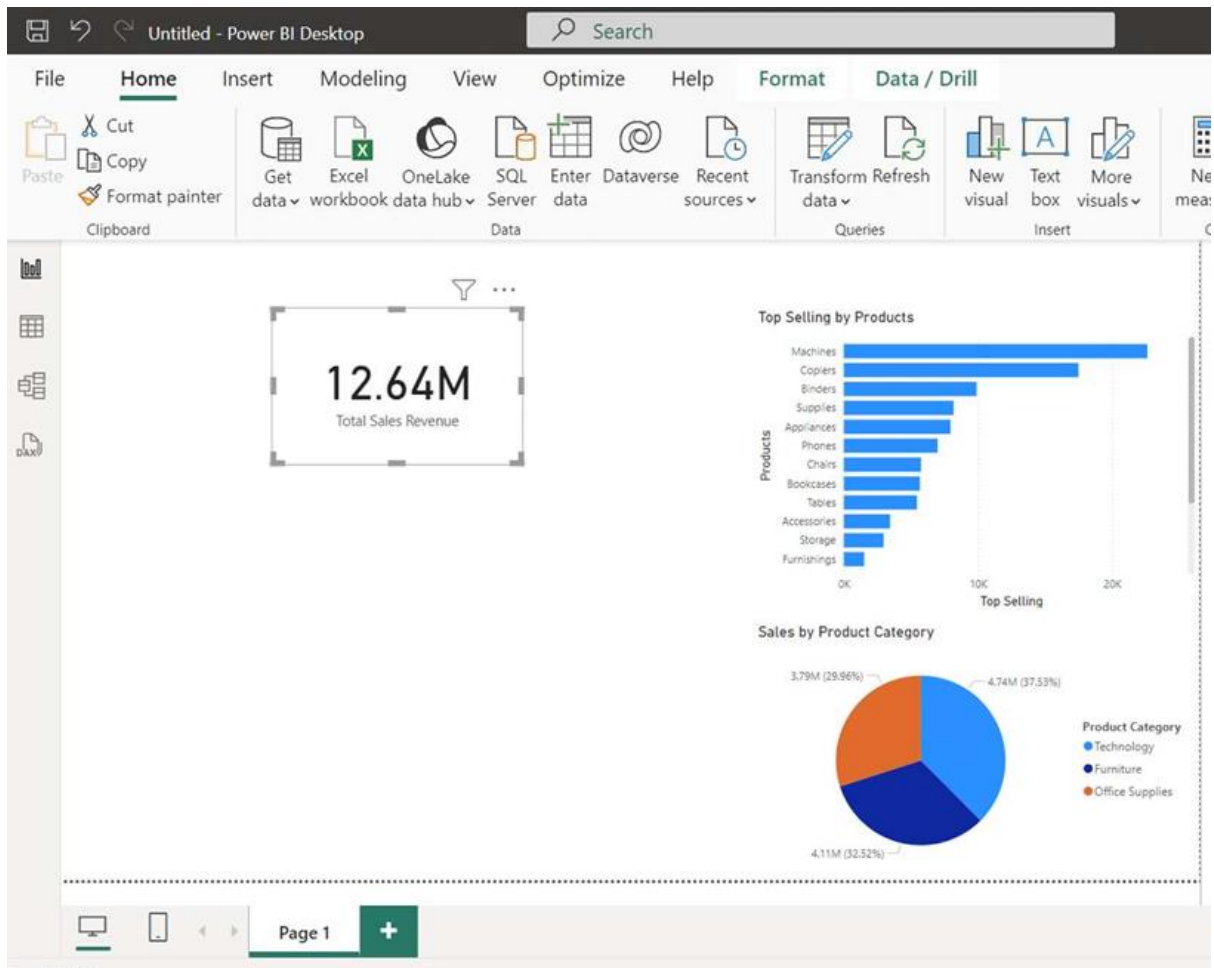 Untitled - Power BI Desktop
Search
File Home Insert Modeling View Optimize Help Format Data / Drill
Paste
Cut
Copy
Format painter
Clipboard
Get data
Excel workbook
OneLake data hub
SQL Server
Enter data
Dataverse
Recent sources
Data
Transform data
Refresh
Queries
New visual
Text box
More visuals
Insert
Ne
meas
DAX
12.64M
Total Sales Revenue
Top Selling by Products
Products
Machines
Copiers
Binders
Supplies
Appliances
Phones
Chairs
Bookcases
Tables
Accessories
Storage
Furnishings
0K 10K 20K
Top Selling
Sales by Product Category
3.79M (29.96%)
4.74M (37.53%)
4.11M (32.52%)
Product Category
Technology
Furniture
Office Supplies
Page 1